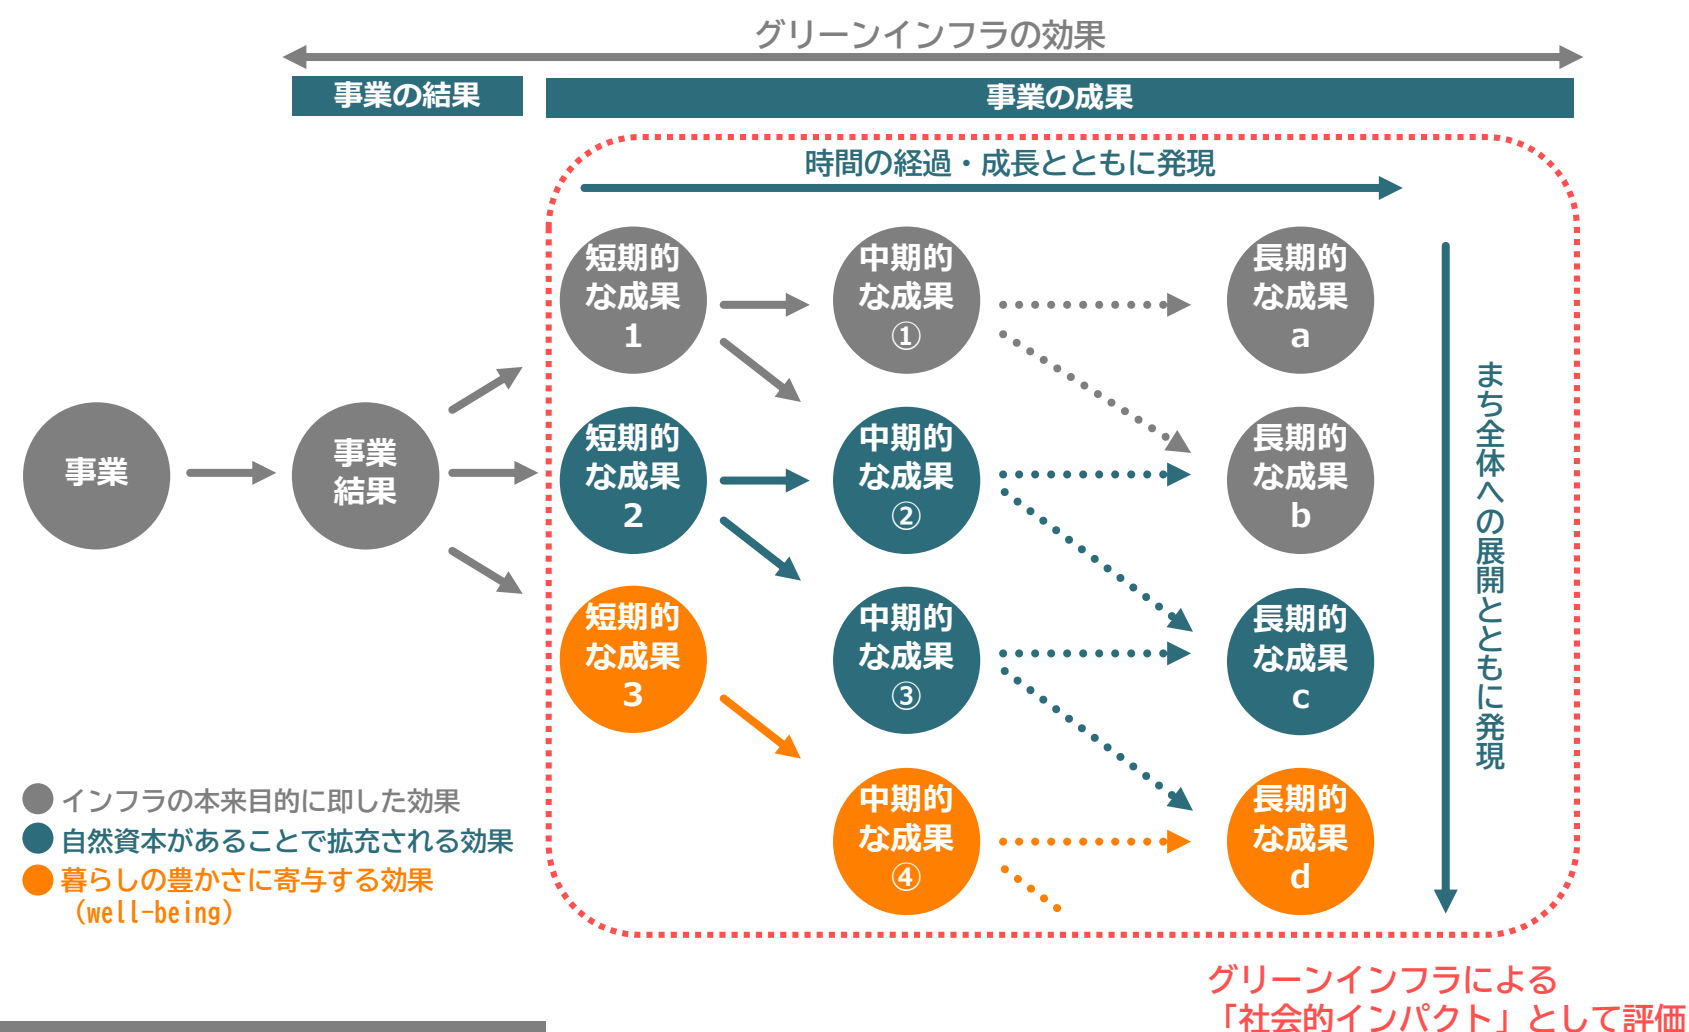 グリーンインフラの効果
事業の結果
事業の成果
時間の経過・成長とともに発現
短期的
な成果
1
中期的
な成果
①
長期的
な成果
a
事業
事業
結果
短期的
な成果
2
中期的
な成果
②
長期的
な成果
b
短期的
な成果
3
中期的
な成果
③
長期的
な成果
c
中期的
な成果
④
長期的
な成果
d
まち全体への展開とともに発現
インフラの本来目的に即した効果
自然資本があることで拡充される効果
暮らしの豊かさに寄与する効果
（well-being）
グリーンインフラによる
「社会的インパクト」として評価